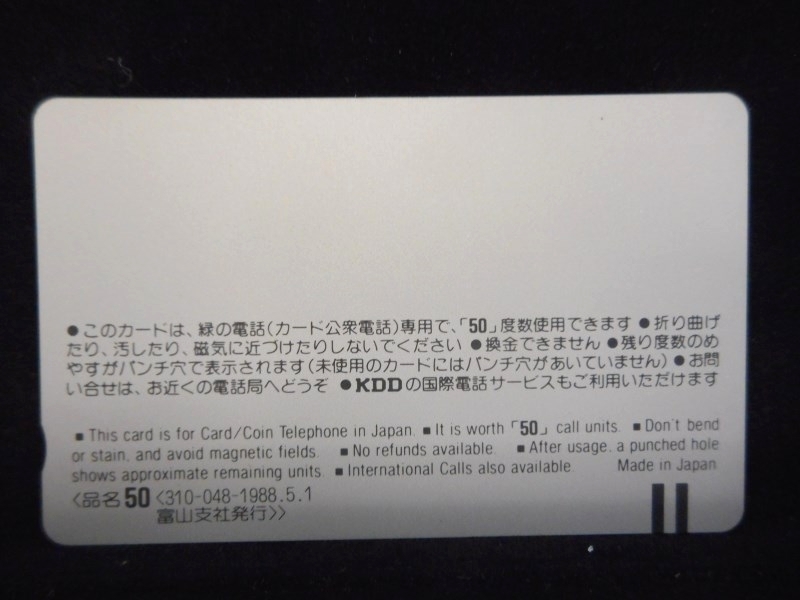 ●このカードは、緑の電話(カード公衆電話)専用で、「50」度数使用できます ●折り曲げ
たり、汚したり、磁気に近づけたりしないでください ●換金できません ●残り度数のめ
やすがパンチ穴で表示されます(未使用のカードにはパンチ穴があいていません) ●お問
い合せは、お近くの電話局へどうぞ ●KDDの国際電話サービスもご利用いただけます
■This card is for Card/Coin Telephone in Japan. ■It is worth「50」call units. ■Don't bend
or stain, and avoid magnetic fields. ■No refunds available. ■After usage, a punched hole
shows approximate remaining units. ■International Calls also available. Made in Japan
〈品名50〈310-048-1988.5.1
富山支社発行〉〉